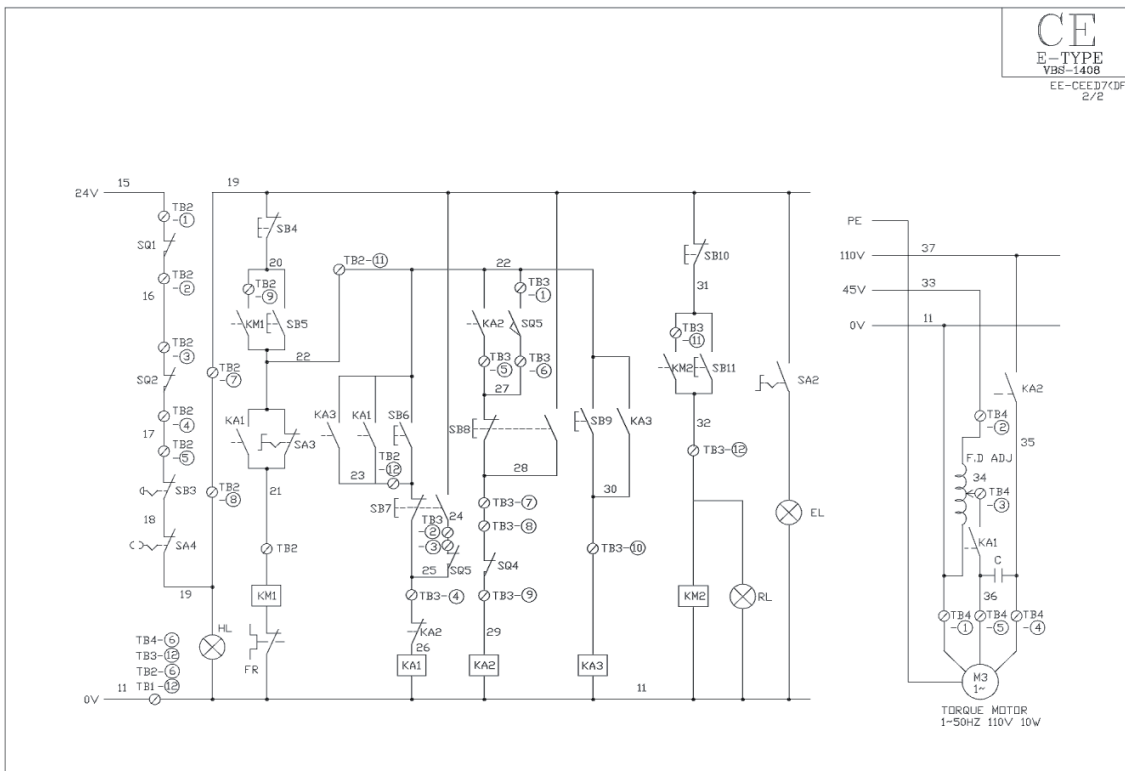 CE
E-TYPE
VBS-1408
EE-CEED7(DF
2/2
24V
15
TB2
-①
SQ1
TB2
-②
16
TB2
-③
SQ2
TB2
-④
17
TB2
-⑤
SB3
18
SA4
19
19
TB2
-⑦
TB2
-⑧
HL
TB4-⑥
TB3-⑫
TB2-⑥
TB1-⑫
0V
11
SB4
20
TB2
-⑨
KM1
SB5
22
KA1
SA3
21
TB2
KM1
FR
TB2-⑪
KA3
KA1
SB6
TB2
-⑫
23
SB7
TB3
-②
-③
24
SQ5
25
TB3-④
KA2
26
KA1
22
TB3
-①
KA2
SQ5
TB3
-⑤
TB3
-⑥
27
SB8
28
TB3-⑦
TB3-⑧
SQ4
TB3-⑨
29
KA2
SB9
KA3
30
TB3-⑩
KA3
11
SB10
31
TB3
-⑪
KM2
SB11
32
TB3-⑫
KM2
RL
SA2
EL
PE
110V
37
45V
33
0V
11
KA2
TB4
-②
35
F.D ADJ
34
TB4
-③
KA1
C
36
TB4
-①
TB4
-⑤
TB4
-④
M3
1~
TORQUE MOTOR
1~50HZ 110V 10W